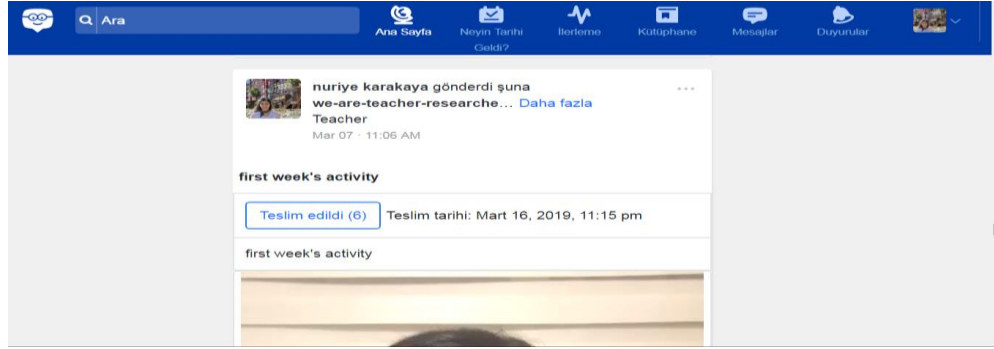 Ara
Ana Sayfa
Neyin Tarihi
Geldi?
İlerleme
Kütüphane
Mesajlar
Duyurular
nuriye karakaya gönderdi şuna
we-are-teacher-researche... Daha fazla
Teacher
Mar 07 · 11:06 AM
first week's activity
Teslim edildi (6) Teslim tarihi: Mart 16, 2019, 11:15 pm
first week's activity